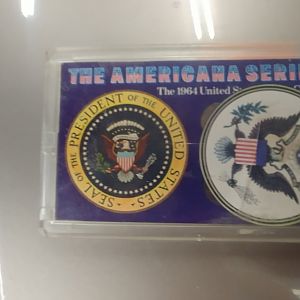 THE AMERICANA SERI
The 1964 United S
SEAL OF THE PRESIDENT OF THE UNITED STATES